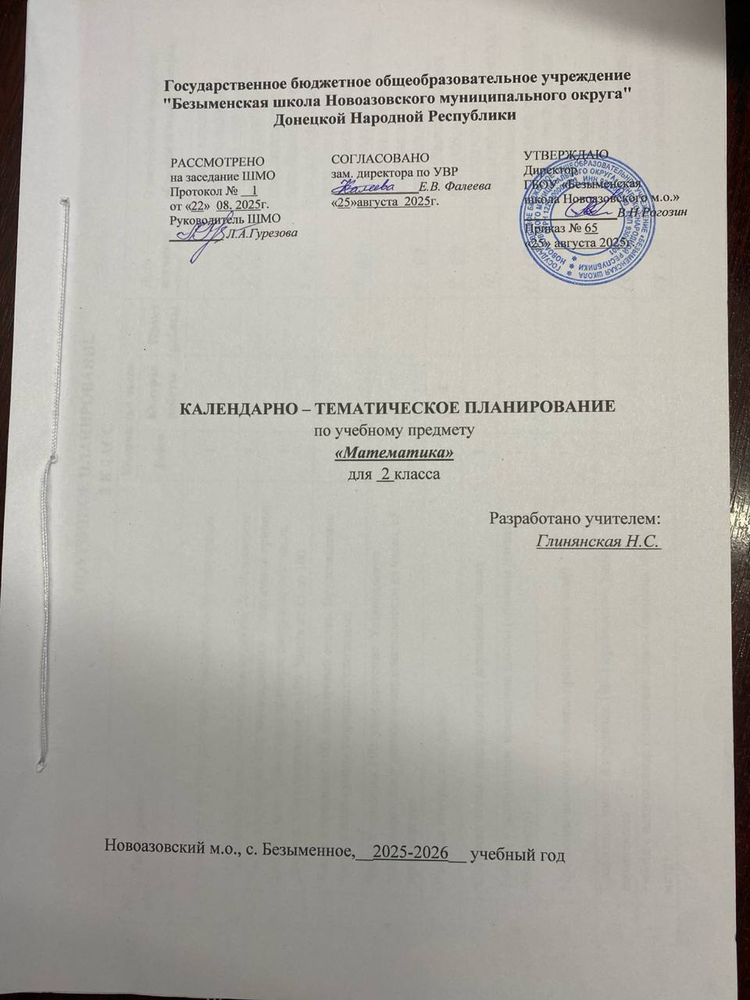 Государственное бюджетное общеобразовательное учреждение
"Безыменская школа Новоазовского муниципального округа"
Донецкой Народной Республики
РАССМОТРЕНО
на заседание ШМО
Протокол № 1
от «22» 08. 2025г.
Руководитель ШМО
Л.А.Гурезова
СОГЛАСОВАНО
зам. директора по УВР
Фалеева Е.В. Фалеева
«25»августа 2025г.
УТВЕРЖДАЮ
Директор
ГБОУ «Безыменская
школа Новоазовского м.о.»
В.Н.Рогозин
Приказ № 65
«25» августа 2025г.
КАЛЕНДАРНО – ТЕМАТИЧЕСКОЕ ПЛАНИРОВАНИЕ
по учебному предмету
«Математика»
для 2 класса
Разработано учителем:
Глинянская Н.С.
Новоазовский м.о., с. Безыменное,__2025-2026__ учебный год